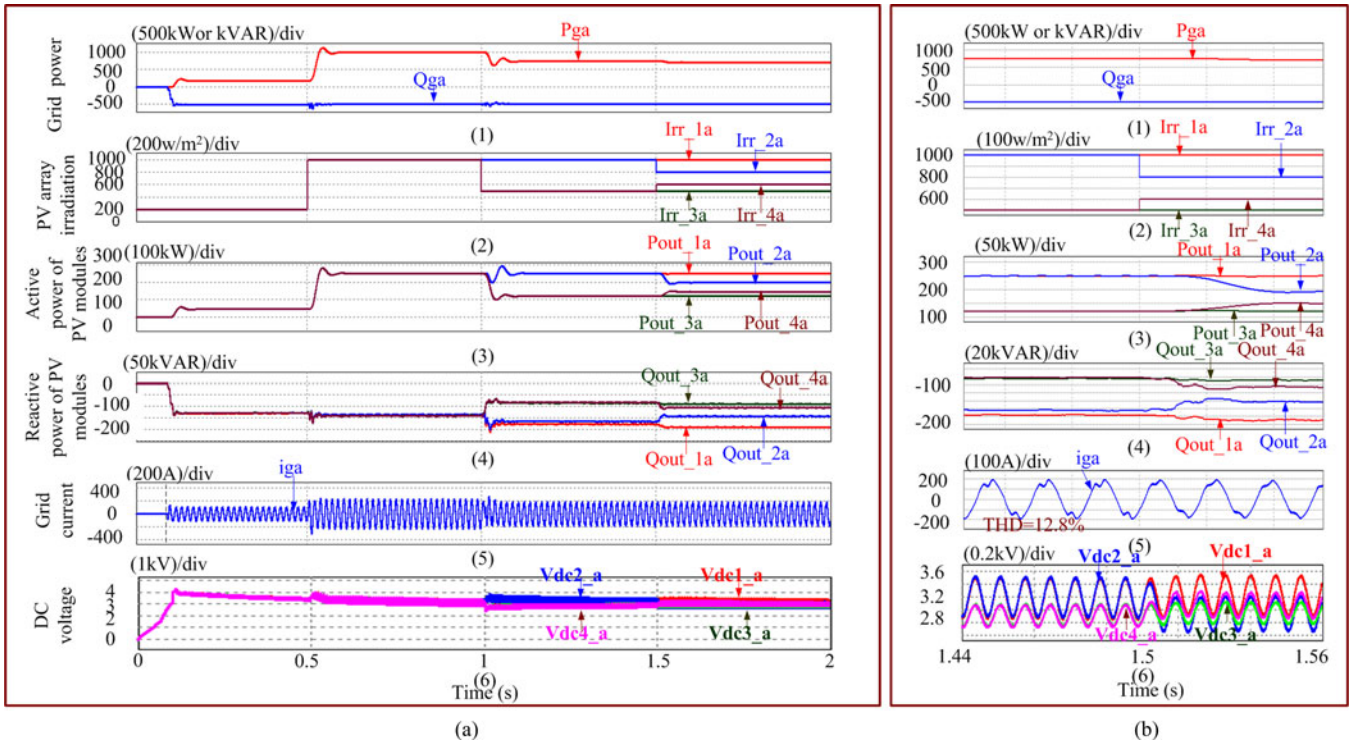 (500kWor kVAR)/div
Grid power
1000
500
0
-500
Pga
Qga
(1)
(200w/m²)/div
PV array irradiation
1000
800
600
400
200
0
Irr_1a
Irr_2a
Irr_3a
Irr_4a
(2)
(100kW)/div
Active power of PV modules
300
200
100
0
Pout_1a
Pout_2a
Pout_3a
Pout_4a
(3)
(50kVAR)/div
Reactive power of PV modules
0
-100
-200
Qout_3a
Qout_4a
Qout_1a
Qout_2a
(4)
(200A)/div
Grid current
400
0
-400
iga
(5)
(1kV)/div
DC voltage
4
3
2
0
Vdc2_a
Vdc1_a
Vdc4_a
Vdc3_a
0
0.5
1
1.5
2
(6)
Time (s)
(a)
(500kW or kVAR)/div
1000
500
0
-500
Pga
Qga
(1)
(100w/m²)/div
1000
800
600
Irr_1a
Irr_2a
Irr_3a
Irr_4a
(2)
(50kW)/div
300
200
100
Pout_1a
Pout_2a
Pout_3a
Pout_4a
(3)
(20kVAR)/div
-100
-200
Qout_3a
Qout_4a
Qout_1a
Qout_2a
(4)
(100A)/div
200
0
-200
iga
THD=12.8%
(5)
(0.2kV)/div
3.6
3.2
2.8
Vdc2_a
Vdc1_a
Vdc4_a
Vdc3_a
1.44
1.5
1.56
(6)
Time (s)
(b)